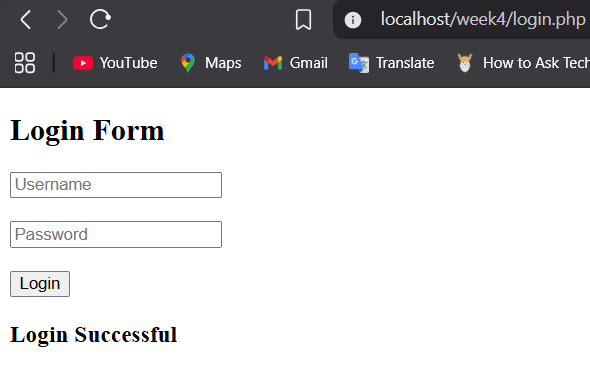 localhost/week4/login.php
YouTube Maps Gmail Translate How to Ask Tech
Login Form
Username
Password
Login
Login Successful